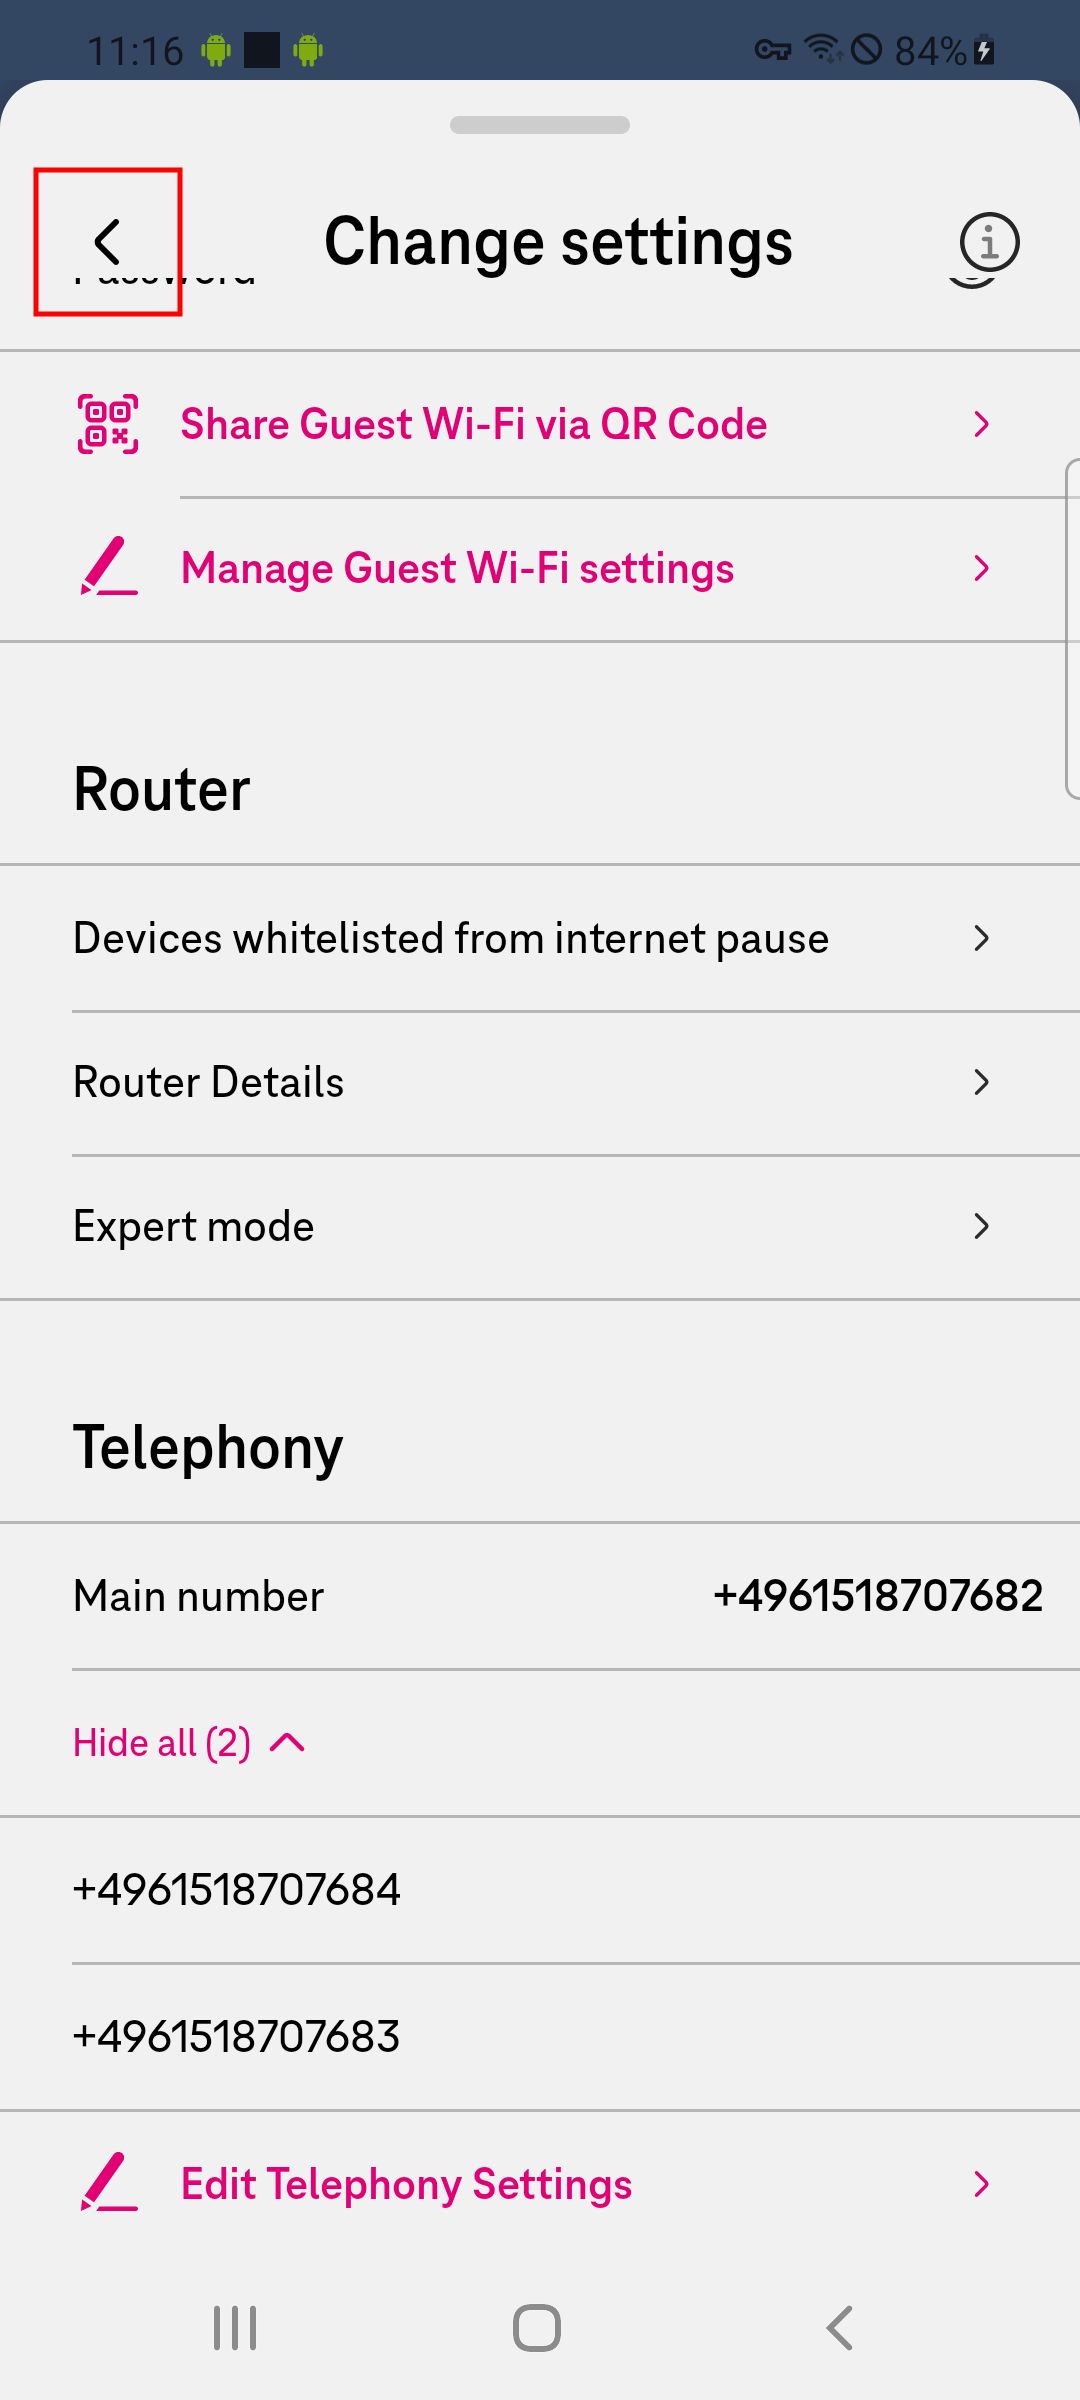 11:16 84%
Change settings
Password
Share Guest Wi-Fi via QR Code
Manage Guest Wi-Fi settings
Router
Devices whitelisted from internet pause
Router Details
Expert mode
Telephony
Main number +4961518707682
Hide all (2)
+4961518707684
+4961518707683
Edit Telephony Settings